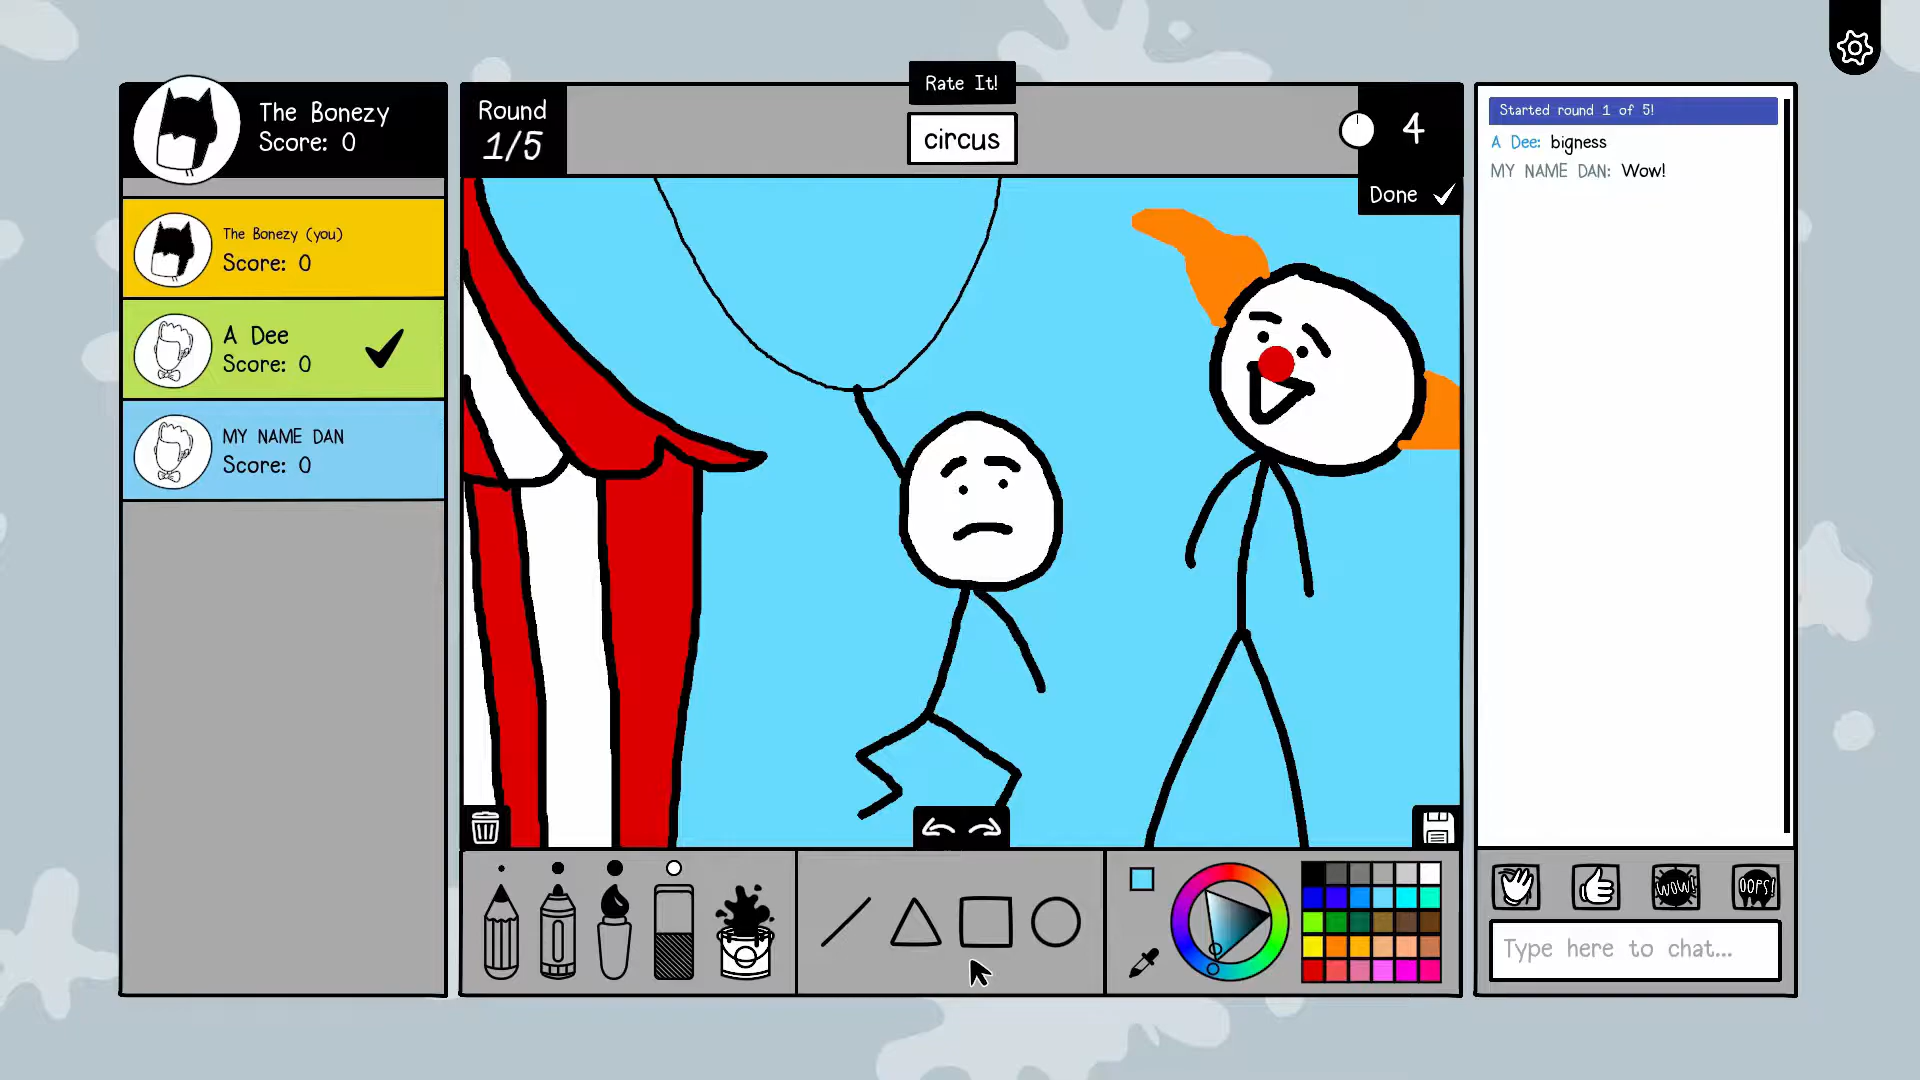 The Bonezy
Score: 0
The Bonezy (you)
Score: 0
A Dee
Score: 0
MY NAME DAN
Score: 0
Round
1/5
Rate It!
circus
4
Done
Started round 1 of 5!
A Dee: bigness
MY NAME DAN: Wow!
WOW!
OOPS!
Type here to chat...